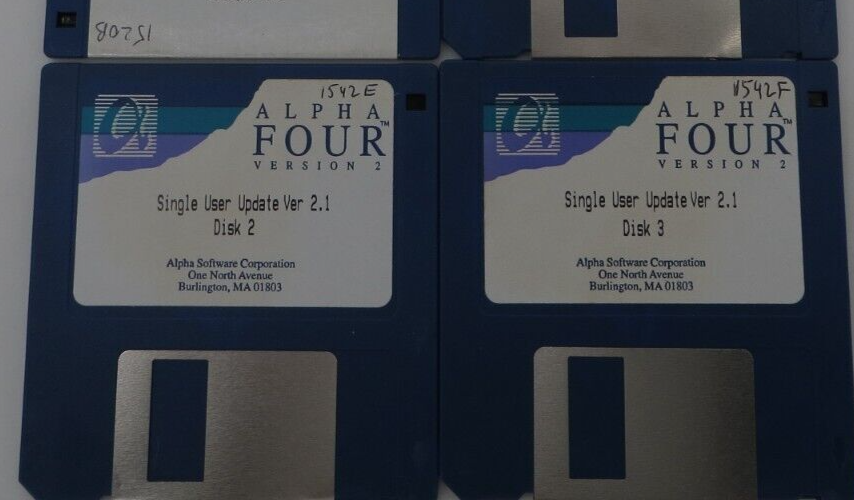 15208
1542E
ALPHA
FOUR™
VERSION 2
Single User Update Ver 2.1
Disk 2
Alpha Software Corporation
One North Avenue
Burlington, MA 01803
1542F
ALPHA
FOUR™
VERSION 2
Single User Update Ver 2.1
Disk 3
Alpha Software Corporation
One North Avenue
Burlington, MA 01803